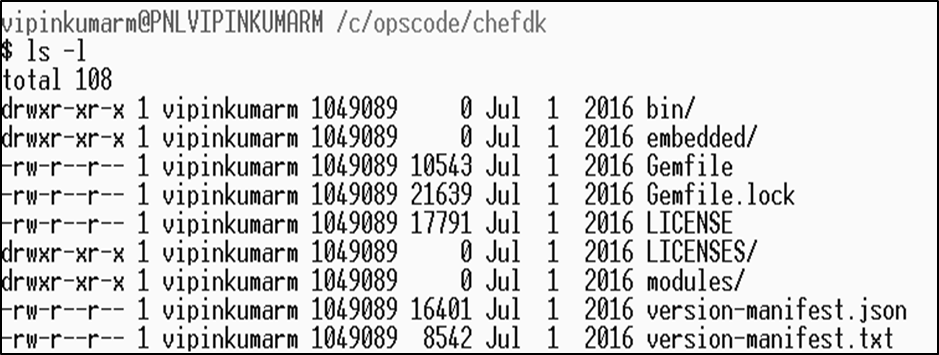 vipinkumarm@PNLVIPINKUMARM /c/opscode/chefdk
$ ls -l
total 108
drwxr-xr-x 1 vipinkumarm 1049089     0 Jul  1  2016 bin/
drwxr-xr-x 1 vipinkumarm 1049089     0 Jul  1  2016 embedded/
-rw-r--r-- 1 vipinkumarm 1049089 10543 Jul  1  2016 Gemfile
-rw-r--r-- 1 vipinkumarm 1049089 21639 Jul  1  2016 Gemfile.lock
-rw-r--r-- 1 vipinkumarm 1049089 17791 Jul  1  2016 LICENSE
drwxr-xr-x 1 vipinkumarm 1049089     0 Jul  1  2016 LICENSES/
drwxr-xr-x 1 vipinkumarm 1049089     0 Jul  1  2016 modules/
-rw-r--r-- 1 vipinkumarm 1049089 16401 Jul  1  2016 version-manifest.json
-rw-r--r-- 1 vipinkumarm 1049089  8542 Jul  1  2016 version-manifest.txt